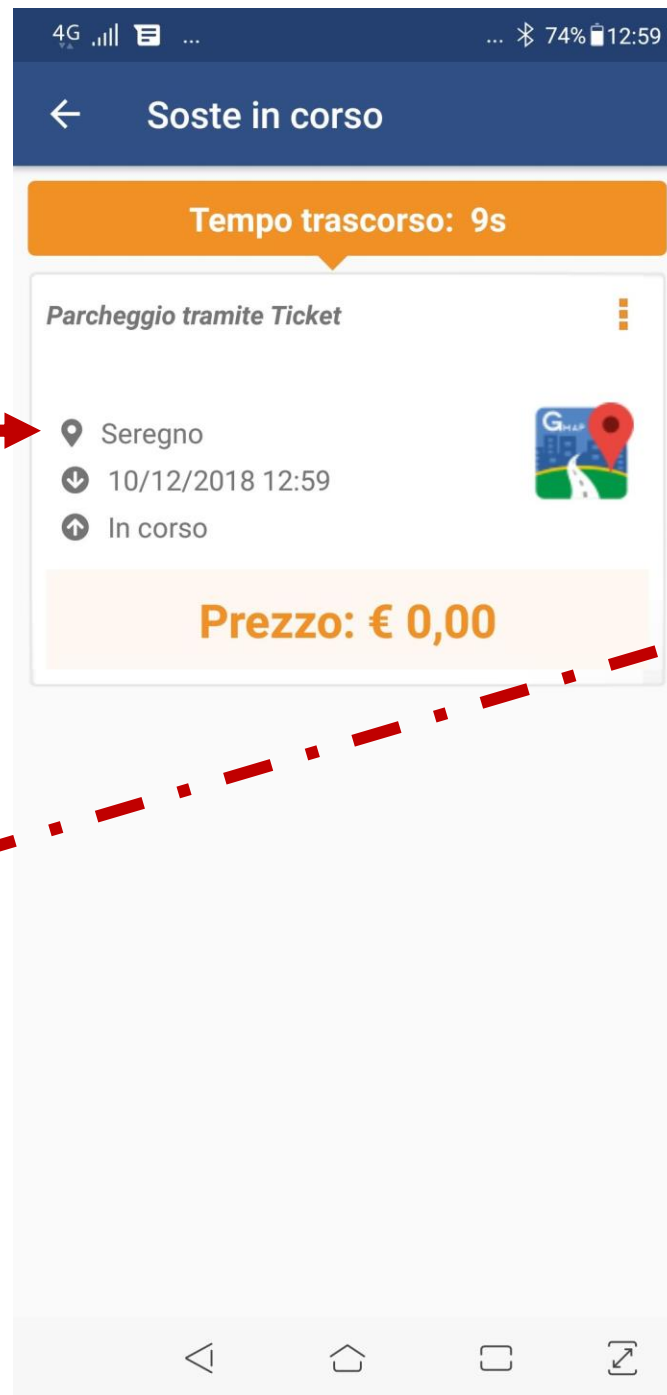 4G ... ... 74% 12:59
Soste in corso
Tempo trascorso: 9s
Parcheggio tramite Ticket
Seregno
GMAP
10/12/2018 12:59
In corso
Prezzo: € 0,00